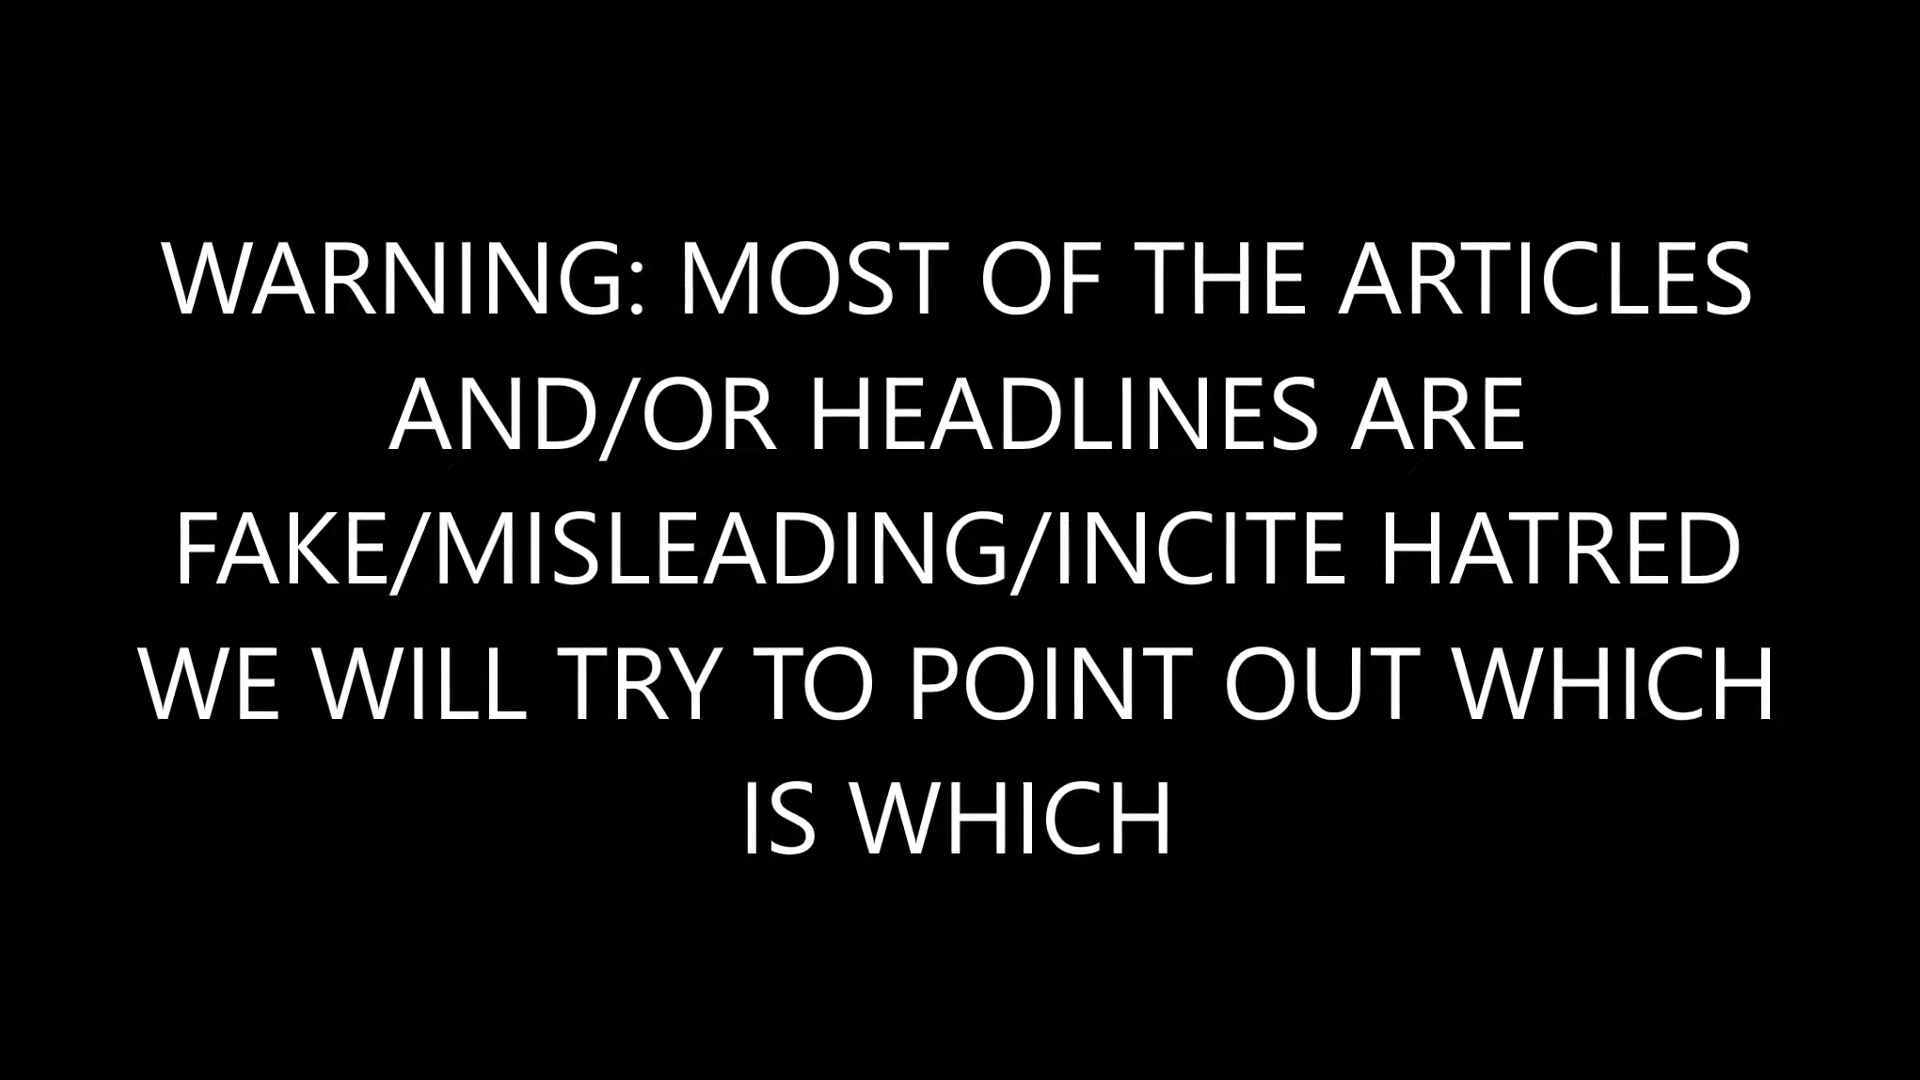 WARNING: MOST OF THE ARTICLES
AND/OR HEADLINES ARE
FAKE/MISLEADING/INCITE HATRED
WE WILL TRY TO POINT OUT WHICH
IS WHICH